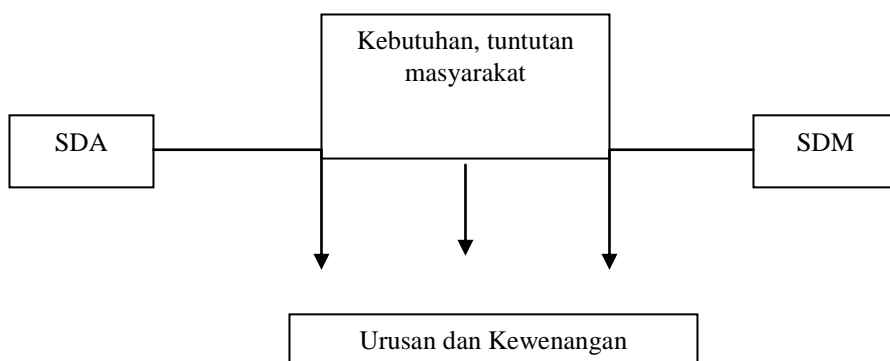 Kebutuhan, tuntutan
masyarakat
SDA
SDM
Urusan dan Kewenangan